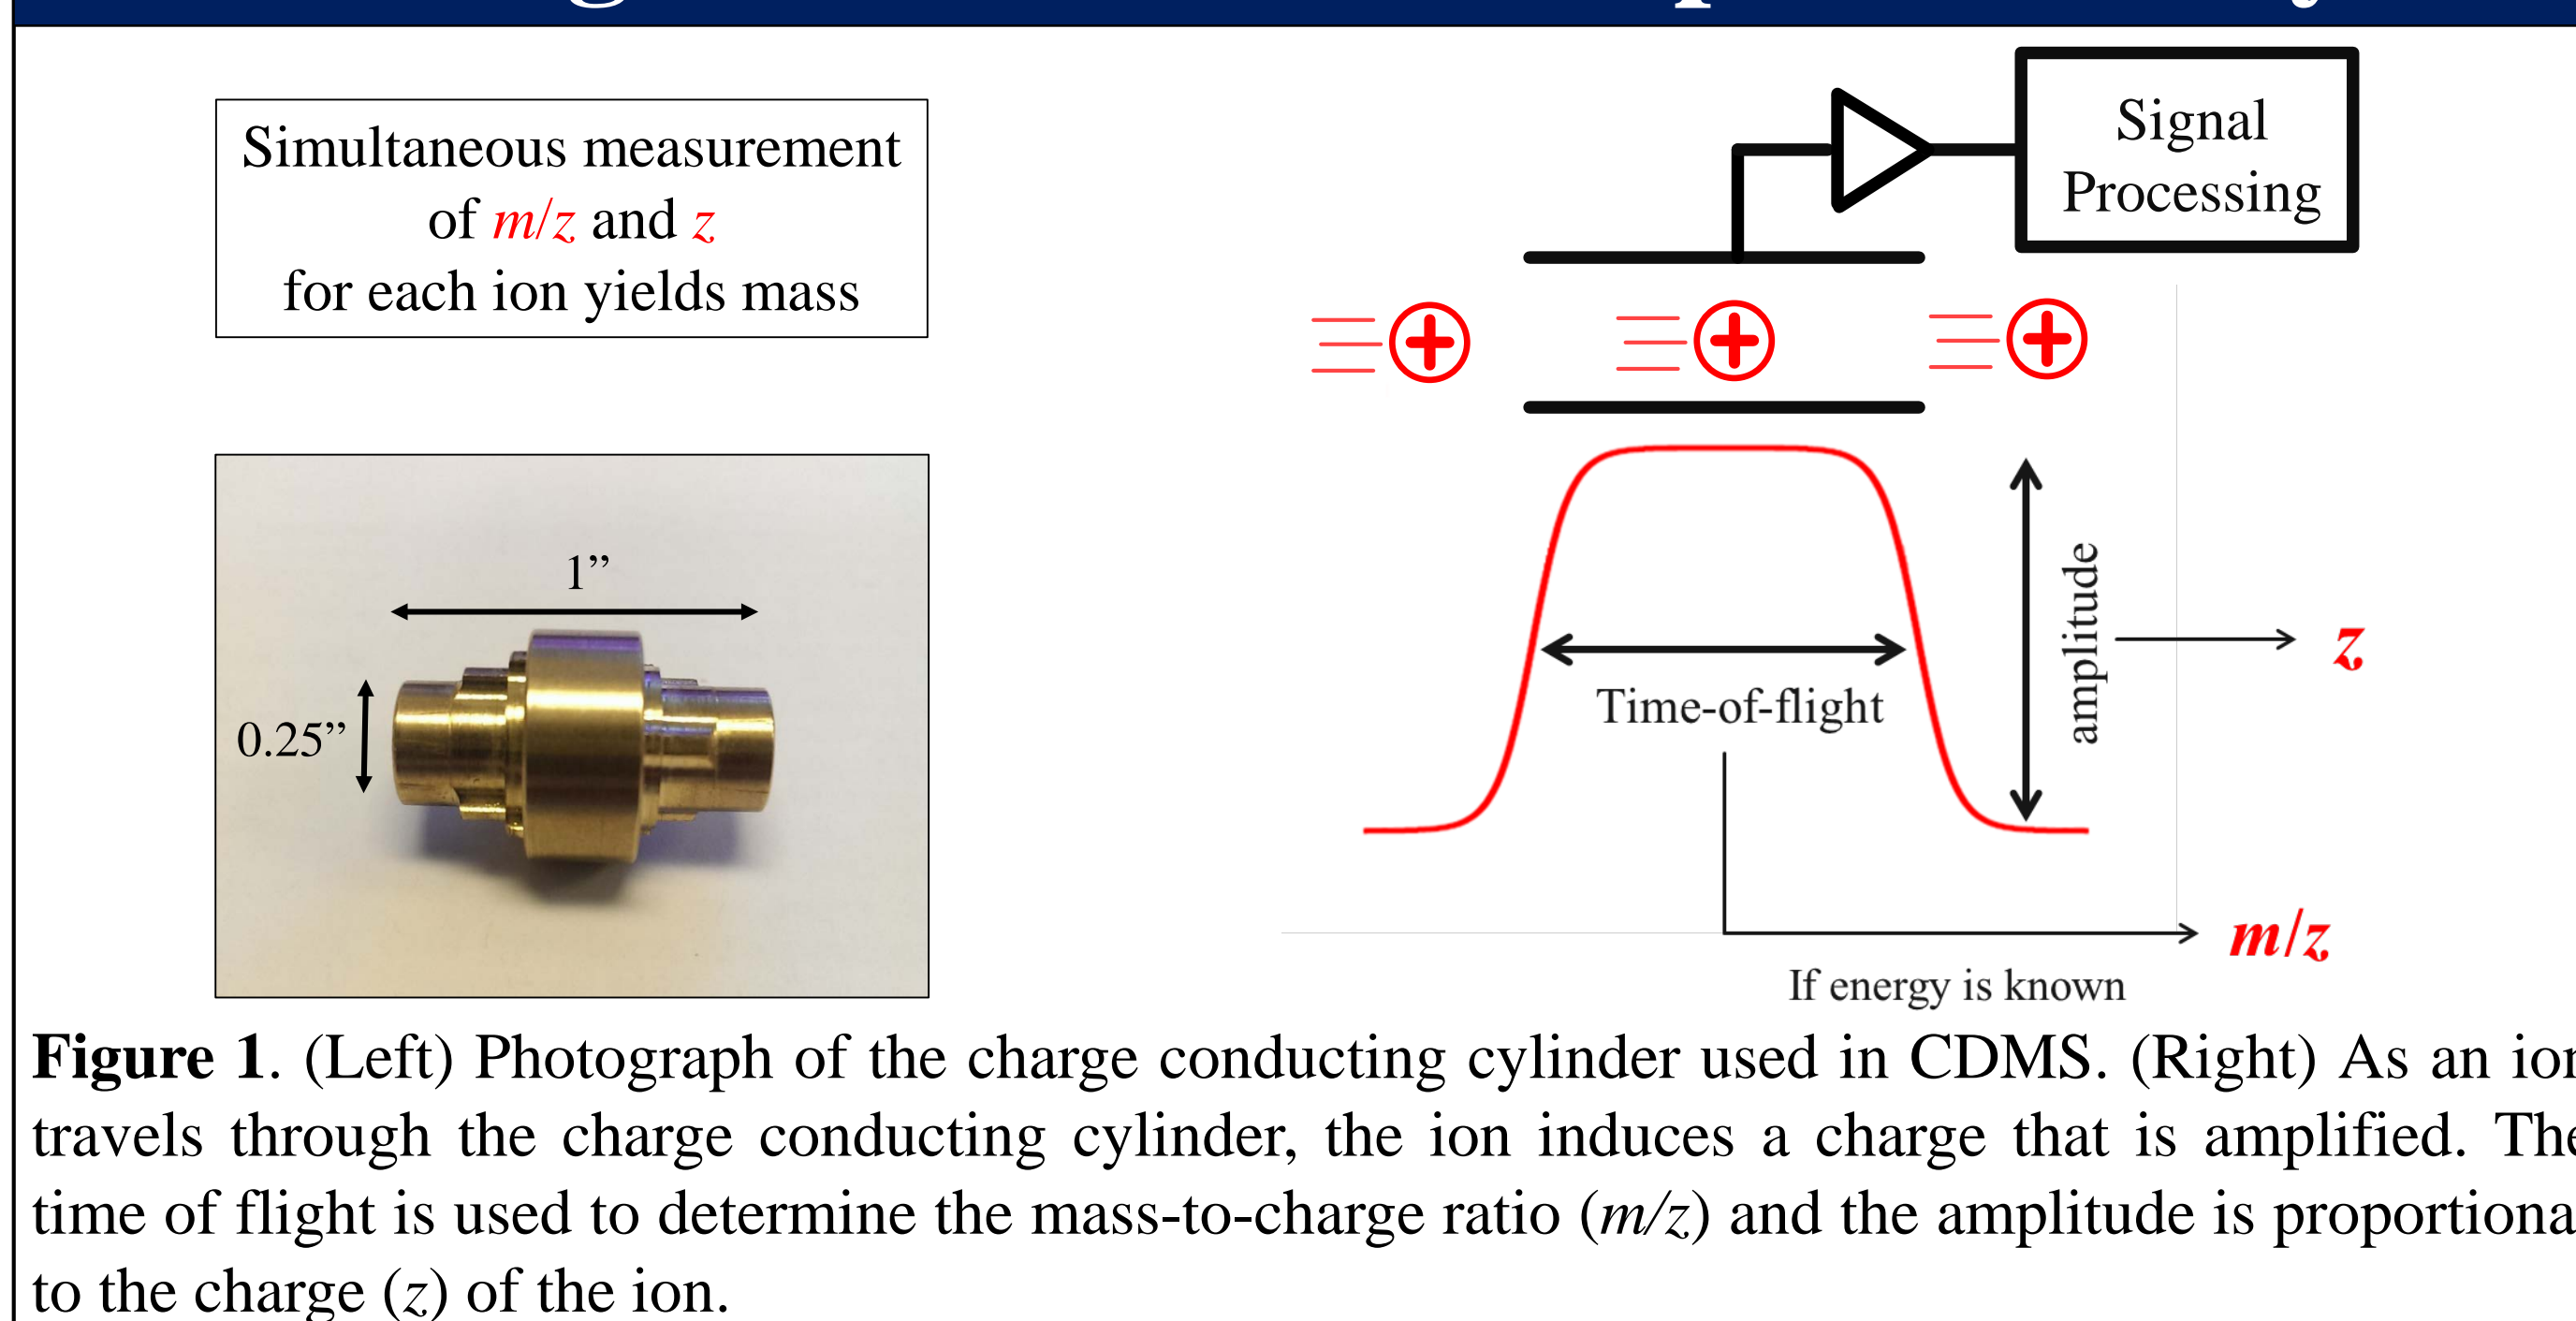 Simultaneous measurement
of m/z and z
for each ion yields mass
1”
0.25”
Signal
Processing
amplitude
z
Time-of-flight
m/z
If energy is known
Figure 1. (Left) Photograph of the charge conducting cylinder used in CDMS. (Right) As an ion
travels through the charge conducting cylinder, the ion induces a charge that is amplified. The
time of flight is used to determine the mass-to-charge ratio (m/z) and the amplitude is proportiona
to the charge (z) of the ion.